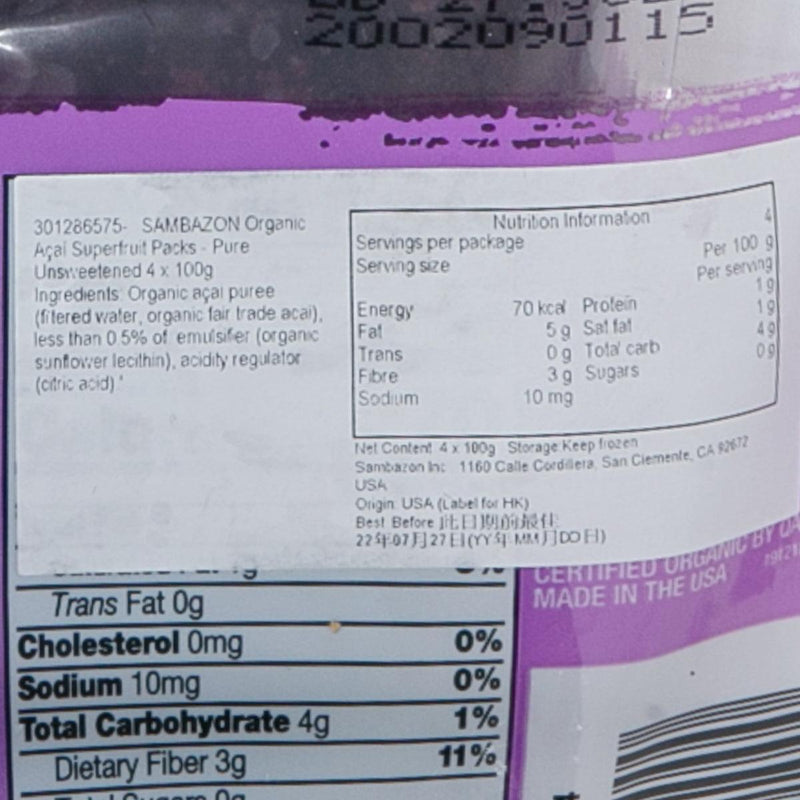 2002090115
301286575- SAMBAZON Organic
Açai Superfruit Packs - Pure
Unsweetened 4 x 100g
Ingredients: Organic açai puree
(filtered water, organic fair trade acai),
less than 0.5% of emulsifier (organic
sunflower lecithin), acidity regulator
(citric acid).
Nutrition Information
Servings per package 4
Serving size Per 100 g
Per serving
Energy 70 kcal Protein 1 g
Fat 5 g Sat fat 1 g
Trans 0 g Total carb 4 g
Fibre 3 g Sugars 0 g
Sodium 10 mg
Net Content 4 x 100g Storage Keep frozen
Sambazon Inc 1160 Calle Cordillera, San Clemente, CA 92672
USA
Origin: USA (Label for HK)
Best Before 此日期前最佳
22年07月27日(YY年MM月DD日)
CERTIFIED ORGANIC BY
MADE IN THE USA
Trans Fat 0g
Cholesterol 0mg 0%
Sodium 10mg 0%
Total Carbohydrate 4g 1%
Dietary Fiber 3g 11%